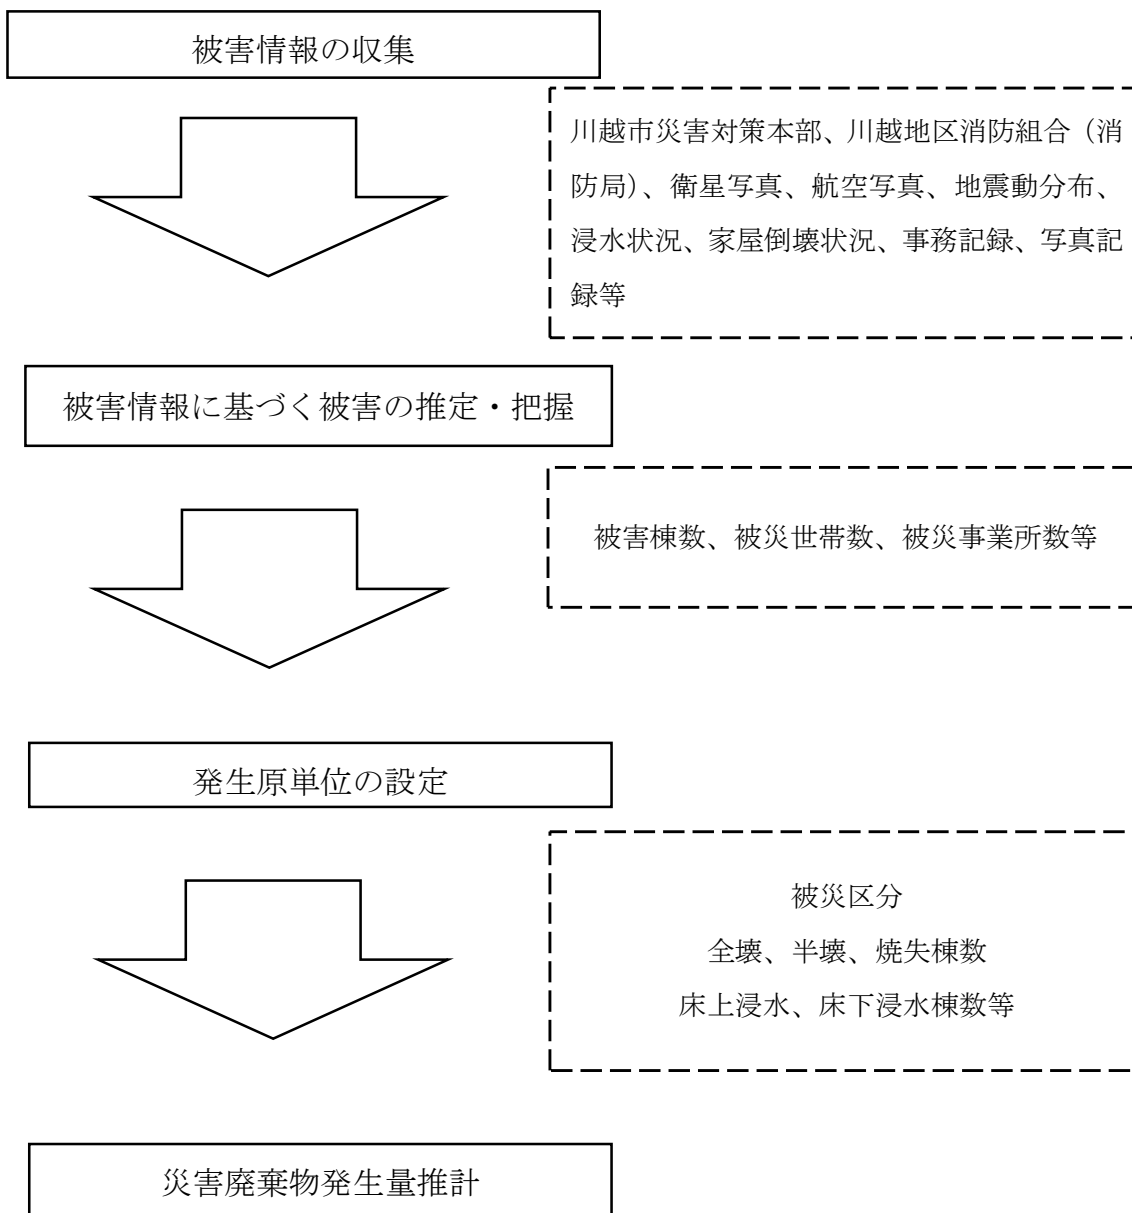 被害情報の収集
川越市災害対策本部、川越地区消防組合（消
防局）、衛星写真、航空写真、地震動分布、
浸水状況、家屋倒壊状況、事務記録、写真記
録等
被害情報に基づく被害の推定・把握
被害棟数、被災世帯数、被災事業所数等
発生原単位の設定
被災区分
全壊、半壊、焼失棟数
床上浸水、床下浸水棟数等
災害廃棄物発生量推計